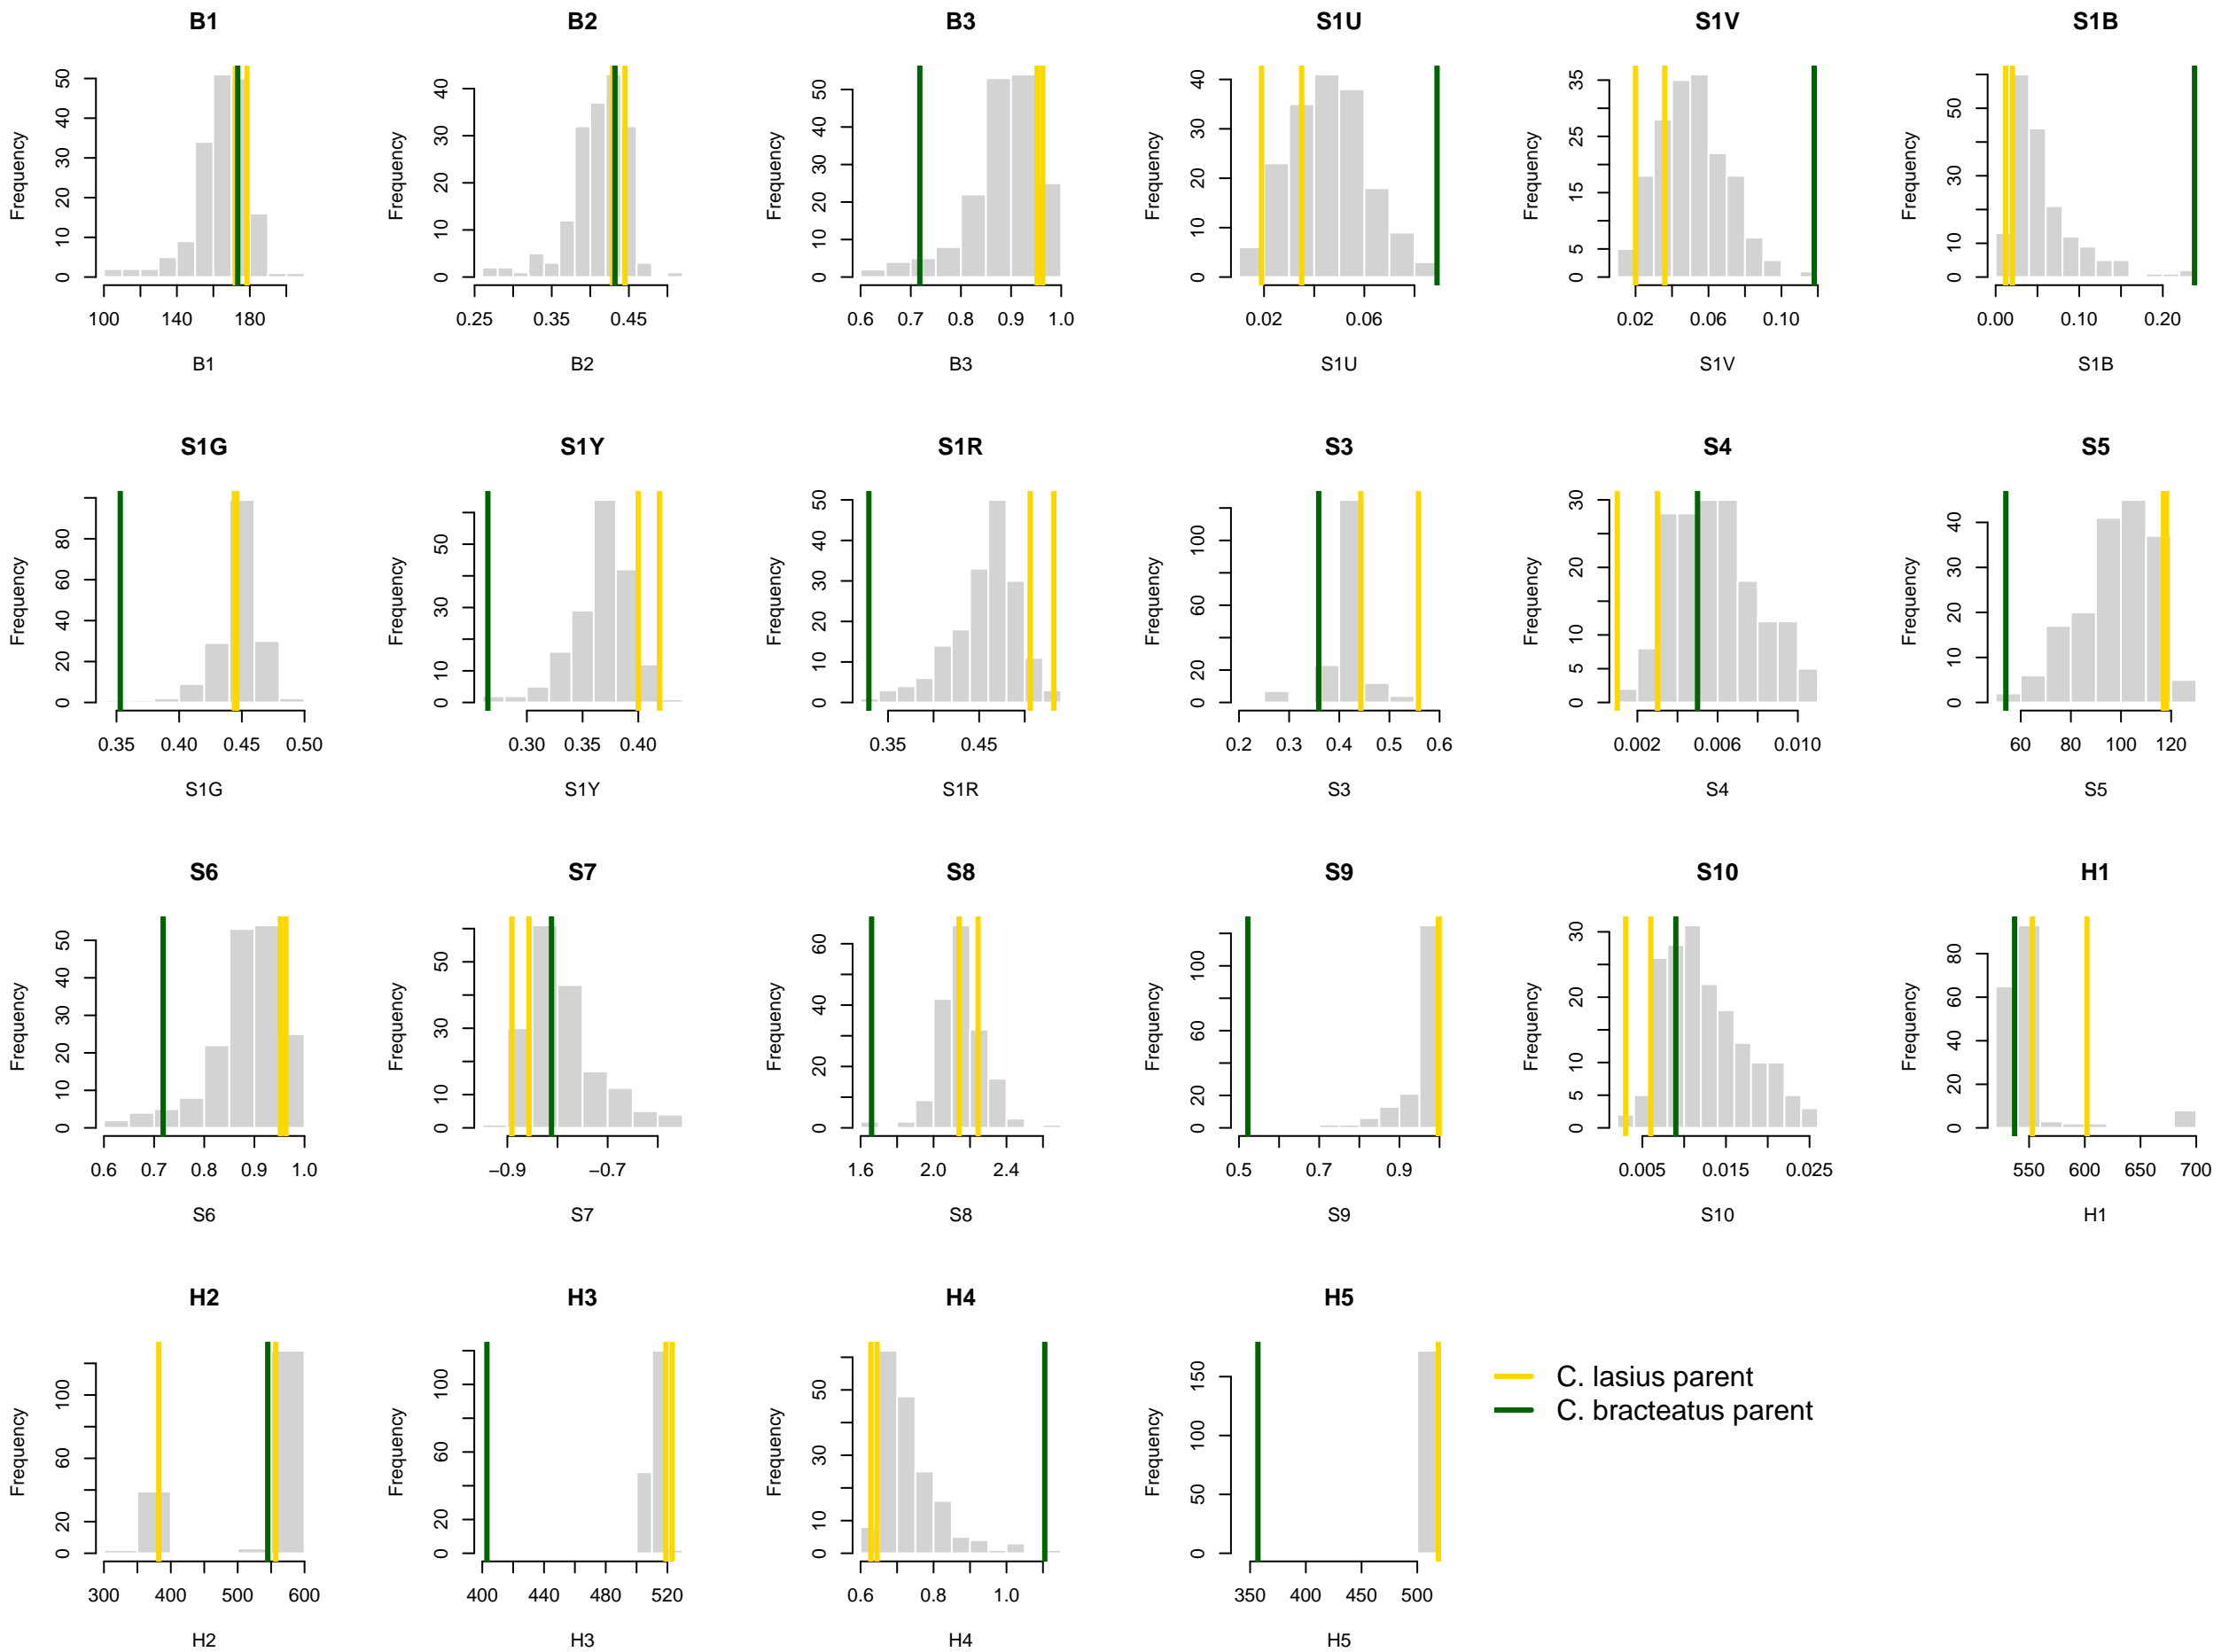 B1 B2 B3 S1U S1V S1B
Frequency 0 10 20 30 40 50
100 140 180
B1
Frequency 0 10 20 30 40
0.25 0.35 0.45
B2
Frequency 0 10 20 30 40 50
0.6 0.7 0.8 0.9 1.0
B3
Frequency 0 10 20 30 40
0.02 0.06
S1U
Frequency 0 5 15 25 35
0.02 0.06 0.10
S1V
Frequency 0 10 30 50
0.00 0.10 0.20
S1B
S1G S1Y S1R S3 S4 S5
Frequency 0 20 40 60 80
0.35 0.40 0.45 0.50
S1G
Frequency 0 10 30 50
0.30 0.35 0.40
S1Y
Frequency 0 10 20 30 40 50
0.35 0.45
S1R
Frequency 0 20 60 100
0.2 0.3 0.4 0.5 0.6
S3
Frequency 0 5 10 20 30
0.002 0.006 0.010
S4
Frequency 0 10 20 30 40
60 80 100 120
S5
S6 S7 S8 S9 S10 H1
Frequency 0 10 20 30 40 50
0.6 0.7 0.8 0.9 1.0
S6
Frequency 0 10 30 50
−0.9 −0.7
S7
Frequency 0 20 40 60
1.6 2.0 2.4
S8
Frequency 0 20 60 100
0.5 0.7 0.9
S9
Frequency 0 5 10 20 30
0.005 0.015 0.025
S10
Frequency 0 20 40 60 80
550 600 650 700
H1
H2 H3 H4 H5
Frequency 0 20 60 100
300 400 500 600
H2
Frequency 0 20 60 100
400 440 480 520
H3
Frequency 0 10 30 50
0.6 0.8 1.0
H4
Frequency 0 50 100 150
350 400 450 500
H5
C. lasius parent
C. bracteatus parent